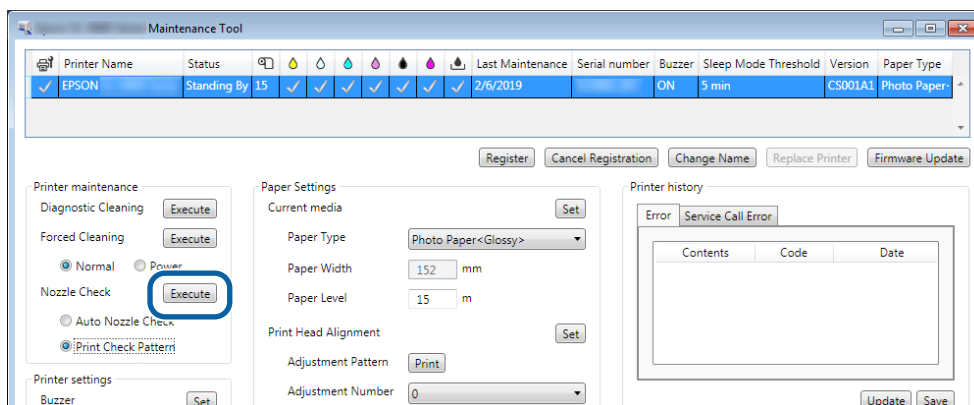 Maintenance Tool
Printer Name Status Last Maintenance Serial number Buzzer Sleep Mode Threshold Version Paper Type
EPSON Standing By 15 2/6/2019 ON 5 min CS001A1 Photo Paper
Register Cancel Registration Change Name Replace Printer Firmware Update
Printer maintenance
Diagnostic Cleaning Execute
Forced Cleaning Execute
Normal Power
Nozzle Check Execute
Auto Nozzle Check
Print Check Pattern
Printer settings
Buzzer Set
Paper Settings
Current media Set
Paper Type Photo Paper<Glossy>
Paper Width 152 mm
Paper Level 15 m
Print Head Alignment Set
Adjustment Pattern Print
Adjustment Number 0
Printer history
Error Service Call Error
Contents Code Date
Update Save